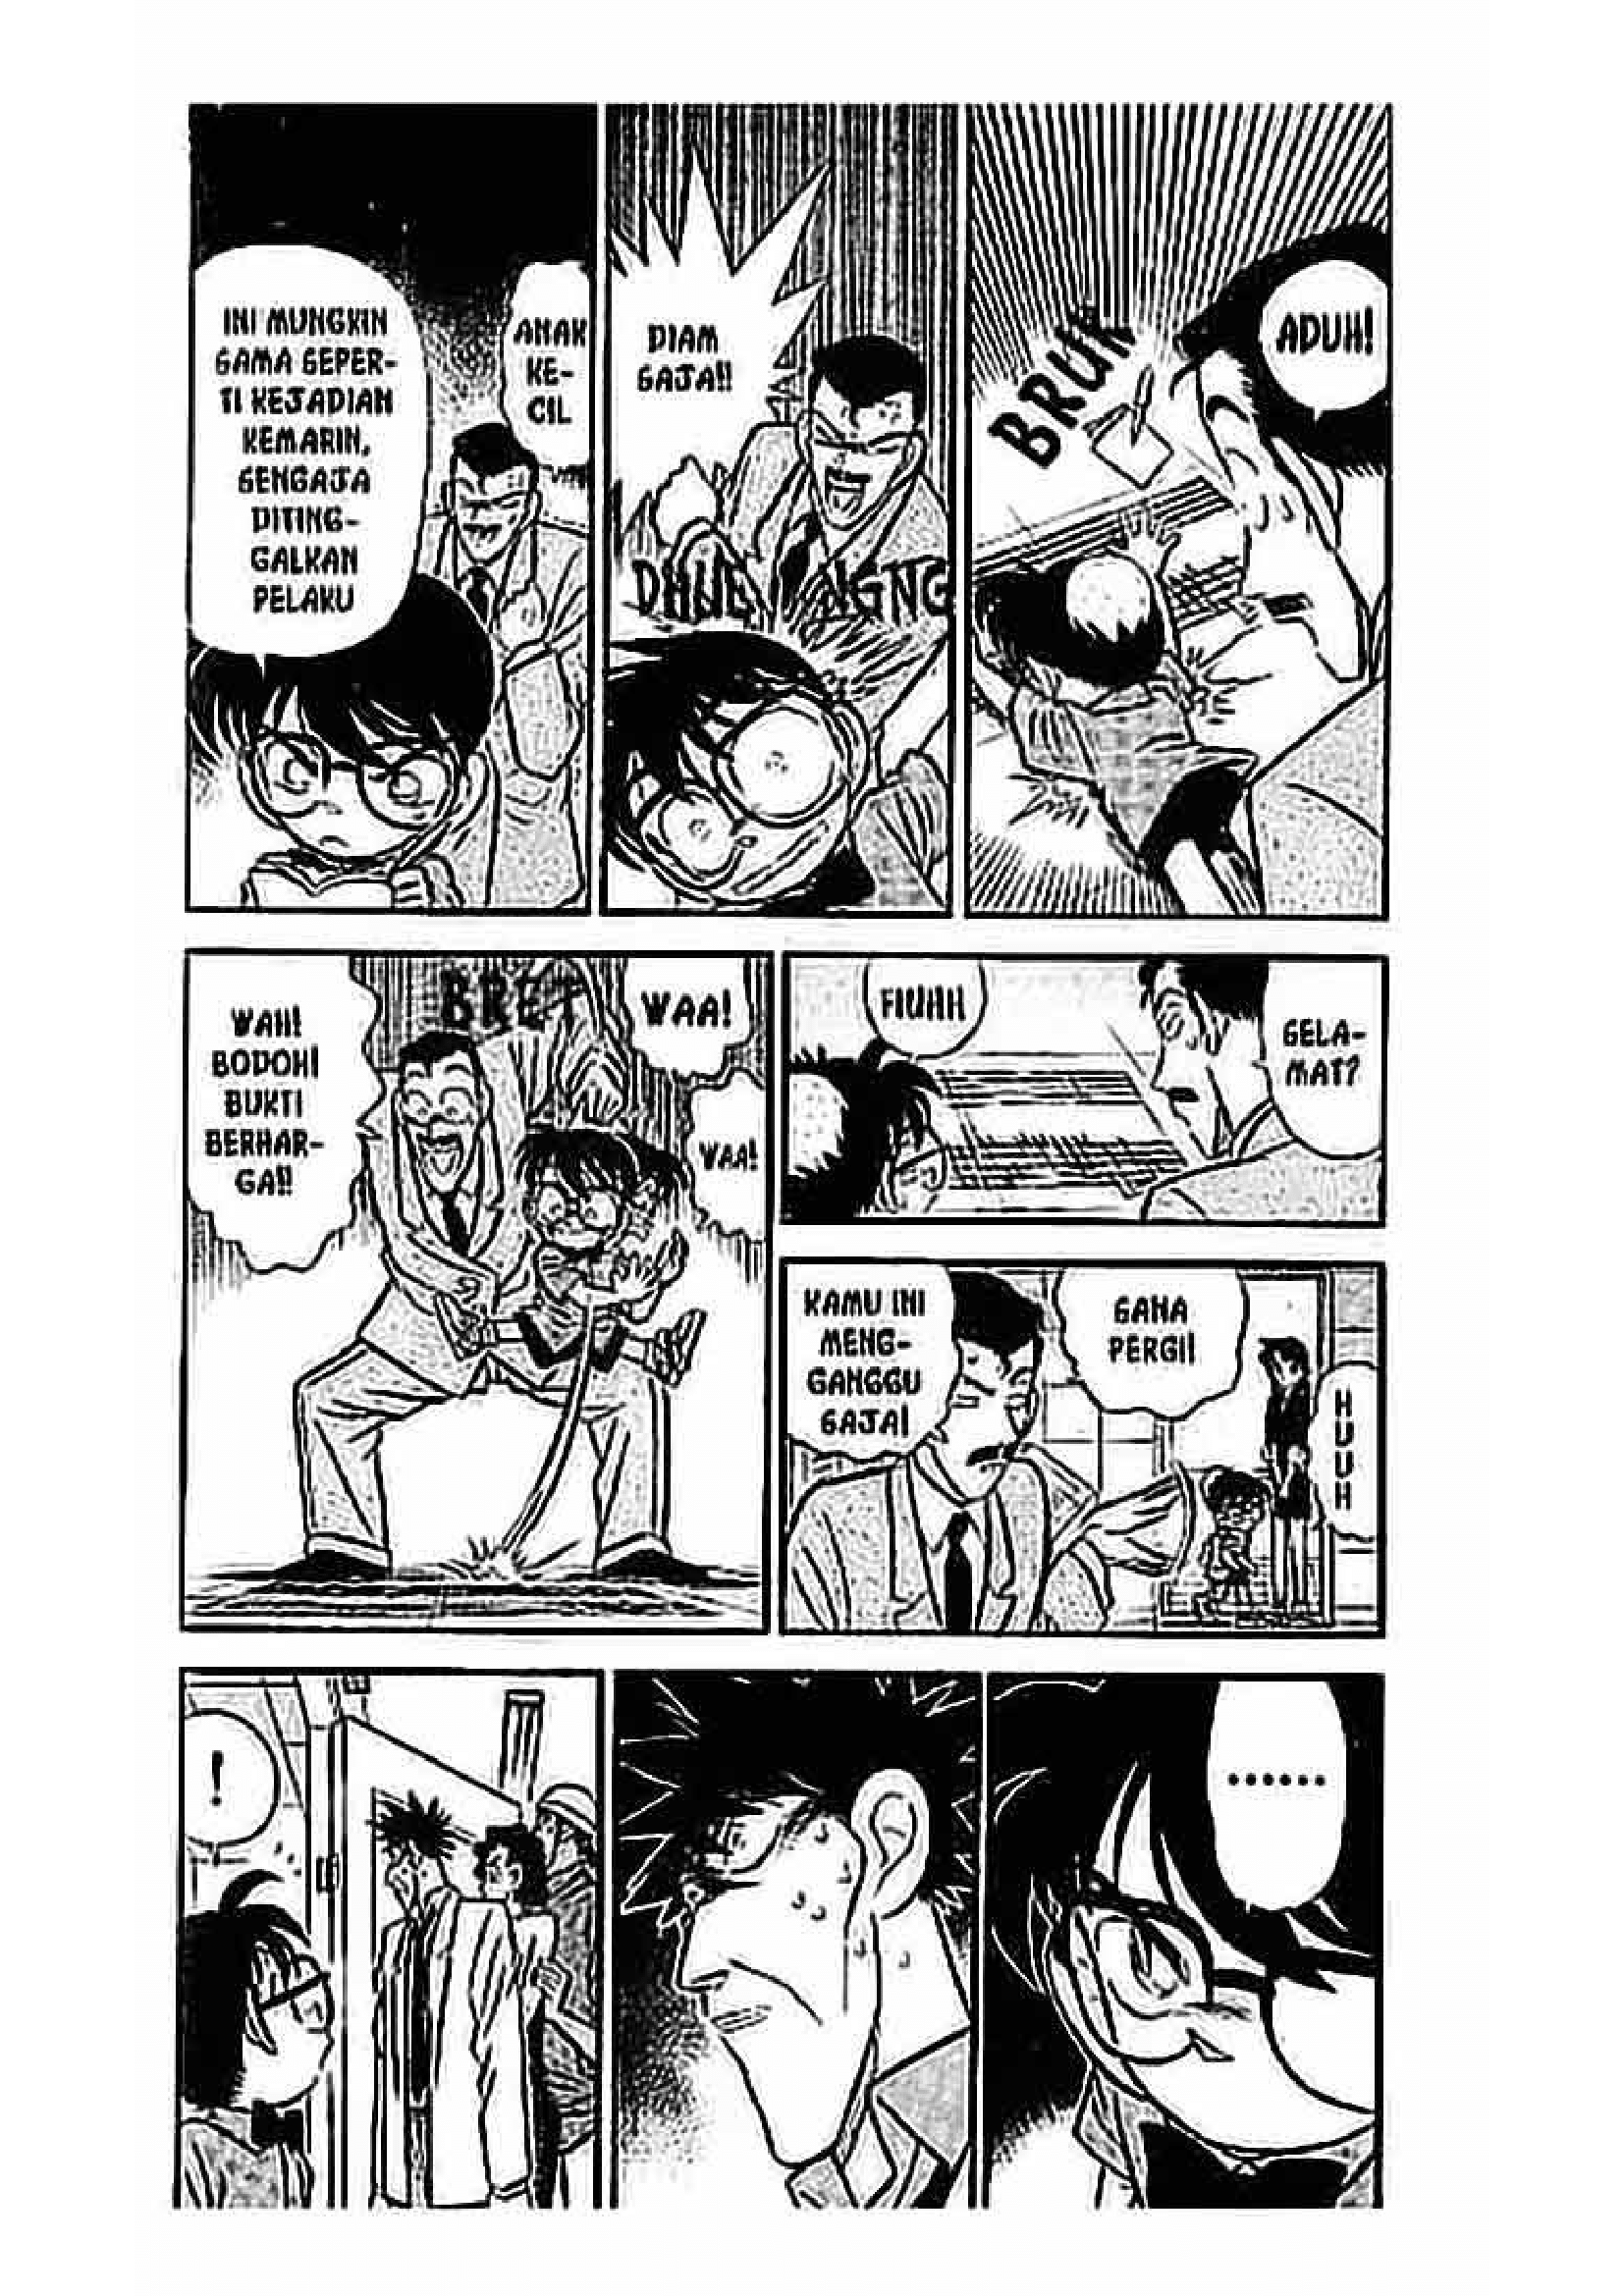 INI MUNGKIN
SAMA SEPER-
TI KEJADIAN
KEMARIN,
SENGAJA
DITING-
GALKAN
PELAKU
ANAK
KE-
CIL
DIAM
SAJA!!
BRUK
ADUH!
WAH!
BODOH!
BUKTI
BERHAR-
GA!!
BRET
WAA!
WAA!
FIUHH
SELA-
MAT?
KAMU INI
MENG-
GANGGU
SAJA!
SANA
PERGI!
HUUH
!
......